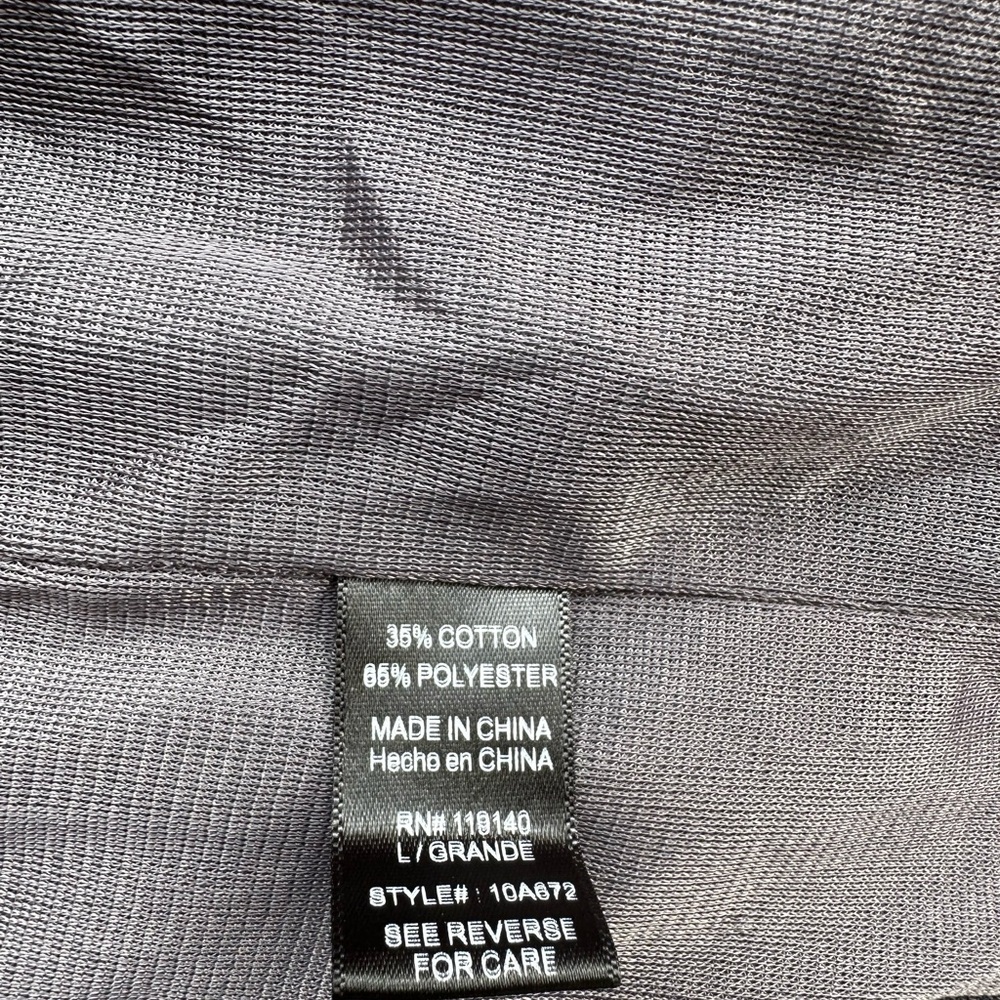 35% COTTON
65% POLYESTER
MADE IN CHINA
Hecho en CHINA
RN# 119140
L / GRANDE
STYLE# : 10A672
SEE REVERSE
FOR CARE